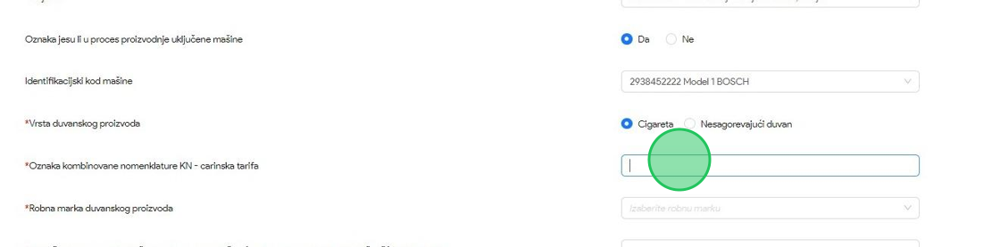 Oznaka jesu li u proces proizvodnje uključene mašine
Da Ne
Identifikacijski kod mašine
2938452222 Model 1 BOSCH
*Vrsta duvanskog proizvoda
Cigareta Nesagorevajući duvan
*Oznaka kombinovane nomenklature KN - carinska tarifa
*Robna marka duvanskog proizvoda
Izaberite robnu marku